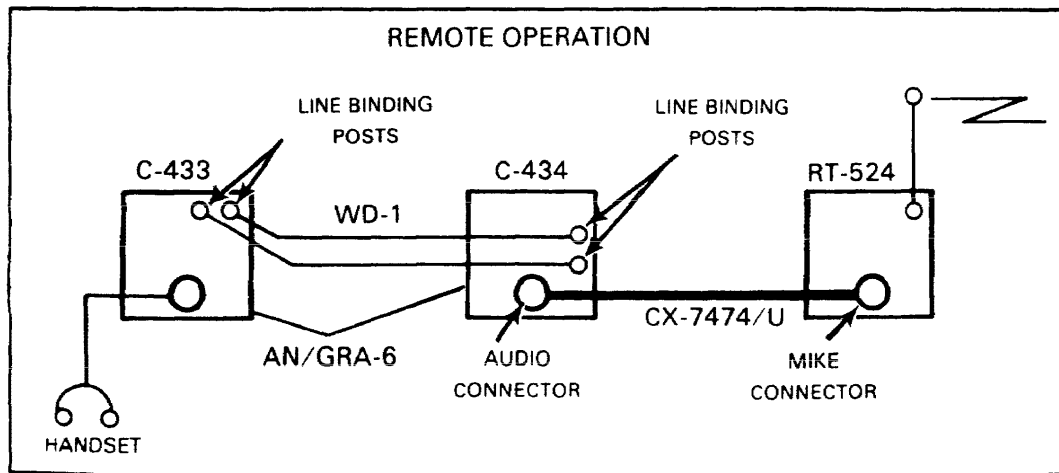 REMOTE OPERATION
LINE BINDING
POSTS
LINE BINDING
POSTS
C-433
C-434
RT-524
WD-1
CX-7474/U
AN/GRA-6
AUDIO
CONNECTOR
MIKE
CONNECTOR
HANDSET